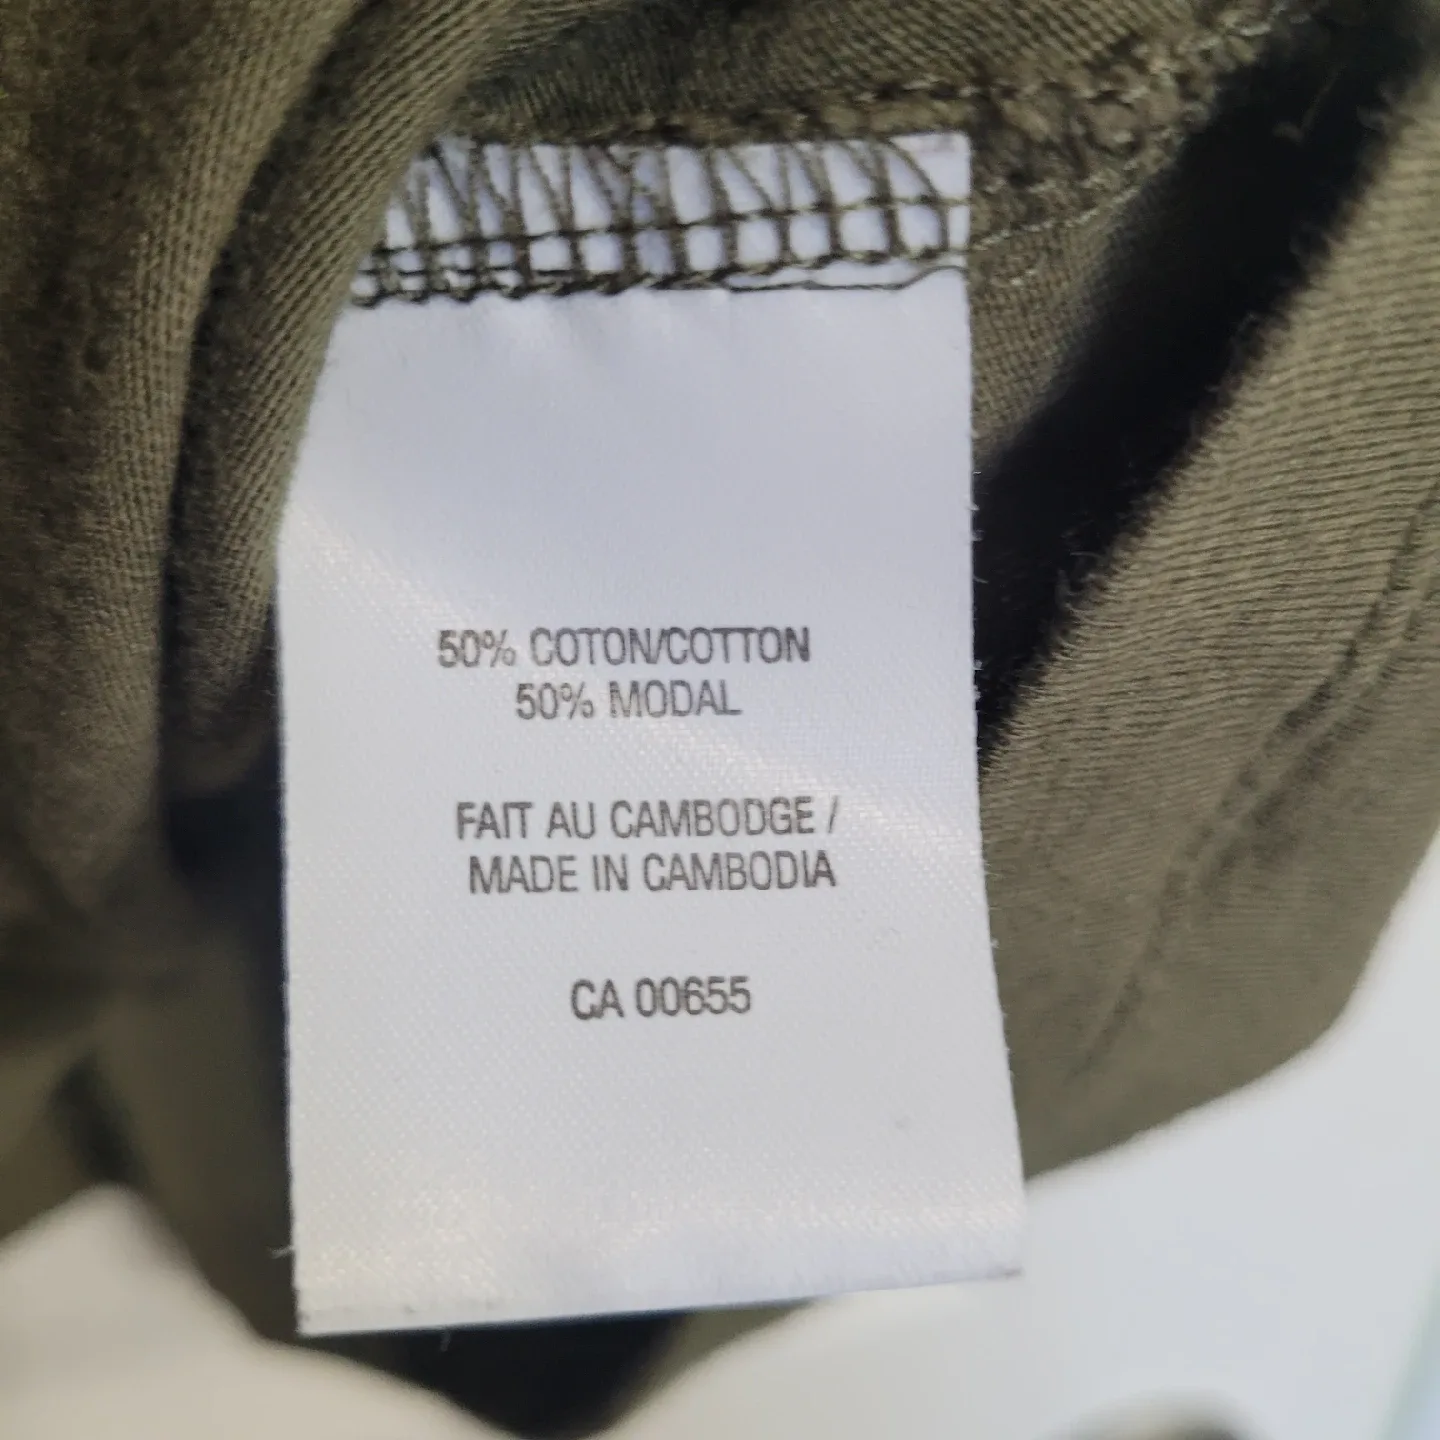 50% COTON/COTTON
50% MODAL
FAIT AU CAMBODGE /
MADE IN CAMBODIA
CA 00655